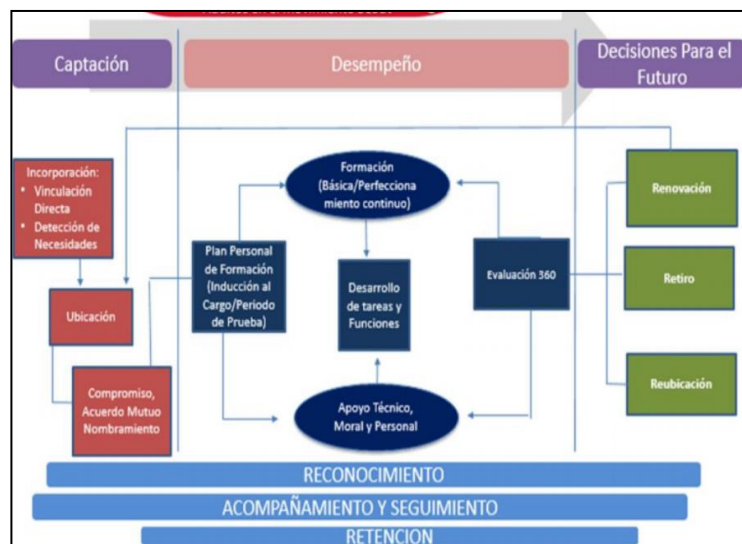 Captación
Desempeño
Decisiones Para el
Futuro
Incorporación:
• Vinculación
Directa
• Detección de
Necesidades
Ubicación
Compromiso,
Acuerdo Mutuo
Nombramiento
Plan Personal
de Formación
(Inducción al
Cargo/Periodo
de Prueba)
Formación
(Básica/Perfecciona
miento continuo)
Desarrollo de
tareas y
Funciones
Apoyo Técnico,
Moral y Personal
Evaluación 360
Renovación
Retiro
Reubicación
RECONOCIMIENTO
ACOMPAÑAMIENTO Y SEGUIMIENTO
RETENCION